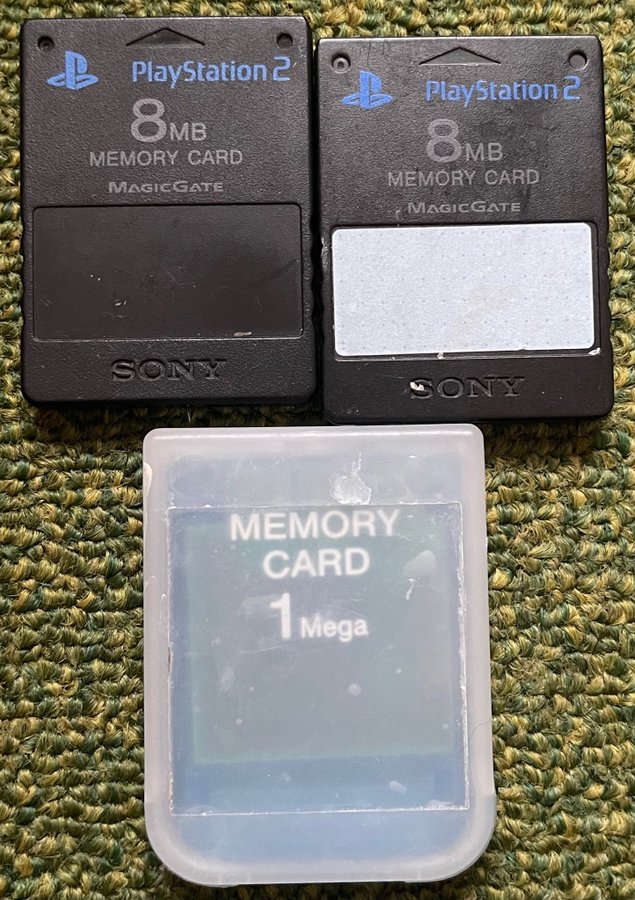 PlayStation 2
8MB
MEMORY CARD
MAGICGATE
SONY
PlayStation 2
8MB
MEMORY CARD
MAGICGATE
SONY
MEMORY
CARD
1 Mega